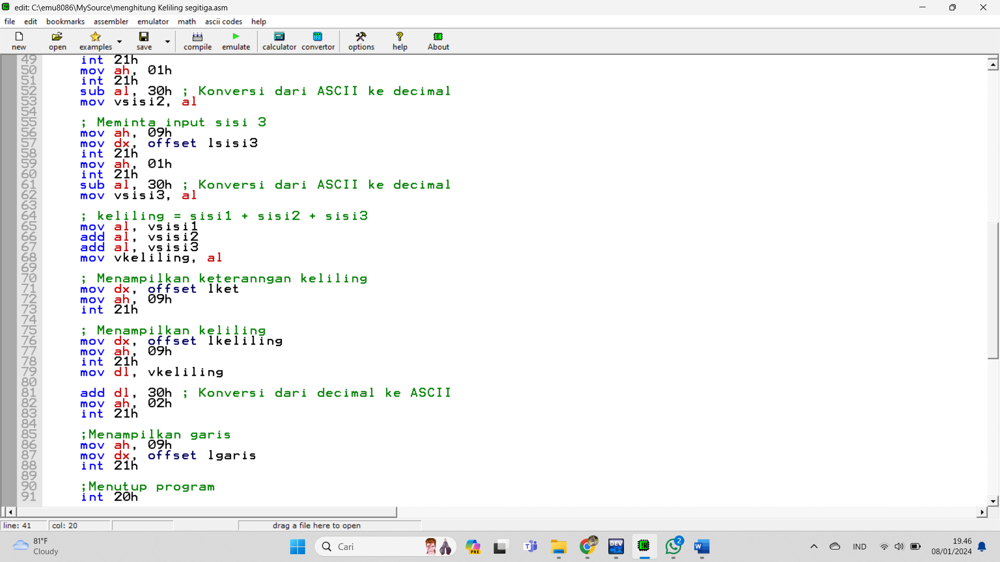 edit: C:\emu8086\MySource\menghitung Keliling segitiga.asm
file edit bookmarks assembler emulator math ascii codes help
new open examples save compile emulate calculator convertor options help About
49 int 21h
50 mov ah, 01h
51 int 21h
52 sub al, 30h ; Konversi dari ASCII ke decimal
53 mov vsisi2, al
54
55 ; Meminta input sisi 3
56 mov ah, 09h
57 mov dx, offset lsisi3
58 int 21h
59 mov ah, 01h
60 int 21h
61 sub al, 30h ; Konversi dari ASCII ke decimal
62 mov vsisi3, al
63
64 ; keliling = sisi1 + sisi2 + sisi3
65 mov al, vsisi1
66 add al, vsisi2
67 add al, vsisi3
68 mov vkeliling, al
69
70 ; Menampilkan keteranngan keliling
71 mov dx, offset lket
72 mov ah, 09h
73 int 21h
74
75 ; Menampilkan keliling
76 mov dx, offset lkeliling
77 mov ah, 09h
78 int 21h
79 mov dl, vkeliling
80
81 add dl, 30h ; Konversi dari decimal ke ASCII
82 mov ah, 02h
83 int 21h
84
85 ;Menampilkan garis
86 mov ah, 09h
87 mov dx, offset lgaris
88 int 21h
89
90 ;Menutup program
91 int 20h
line: 41 col: 20 drag a file here to open
81°F
Cloudy
Cari
PRE
DEV C++
2
W
IND
19.46
08/01/2024